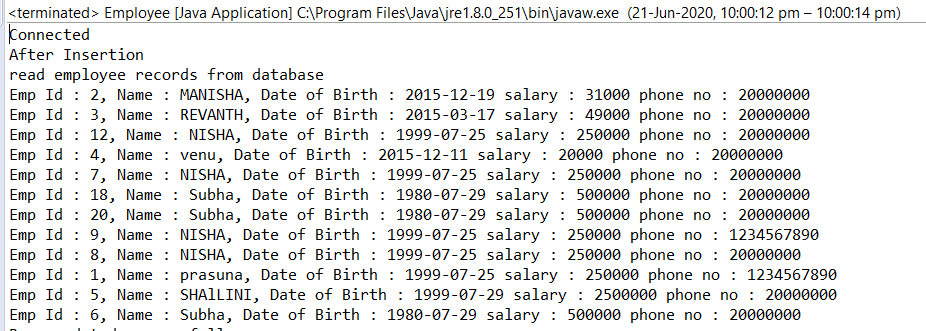 <terminated> Employee [Java Application] C:\Program Files\Java\jre1.8.0_251\bin\javaw.exe (21-Jun-2020, 10:00:12 pm – 10:00:14 pm)
Connected
After Insertion
read employee records from database
Emp Id : 2, Name : MANISHA, Date of Birth : 2015-12-19 salary : 31000 phone no : 20000000
Emp Id : 3, Name : REVANTH, Date of Birth : 2015-03-17 salary : 49000 phone no : 20000000
Emp Id : 12, Name : NISHA, Date of Birth : 1999-07-25 salary : 250000 phone no : 20000000
Emp Id : 4, Name : venu, Date of Birth : 2015-12-11 salary : 20000 phone no : 20000000
Emp Id : 7, Name : NISHA, Date of Birth : 1999-07-25 salary : 250000 phone no : 20000000
Emp Id : 18, Name : Subha, Date of Birth : 1980-07-29 salary : 500000 phone no : 20000000
Emp Id : 20, Name : Subha, Date of Birth : 1980-07-29 salary : 500000 phone no : 20000000
Emp Id : 9, Name : NISHA, Date of Birth : 1999-07-25 salary : 250000 phone no : 1234567890
Emp Id : 8, Name : NISHA, Date of Birth : 1999-07-25 salary : 250000 phone no : 20000000
Emp Id : 1, Name : prasuna, Date of Birth : 1999-07-25 salary : 250000 phone no : 1234567890
Emp Id : 5, Name : SHAlLINI, Date of Birth : 1999-07-29 salary : 2500000 phone no : 20000000
Emp Id : 6, Name : Subha, Date of Birth : 1980-07-29 salary : 500000 phone no : 20000000